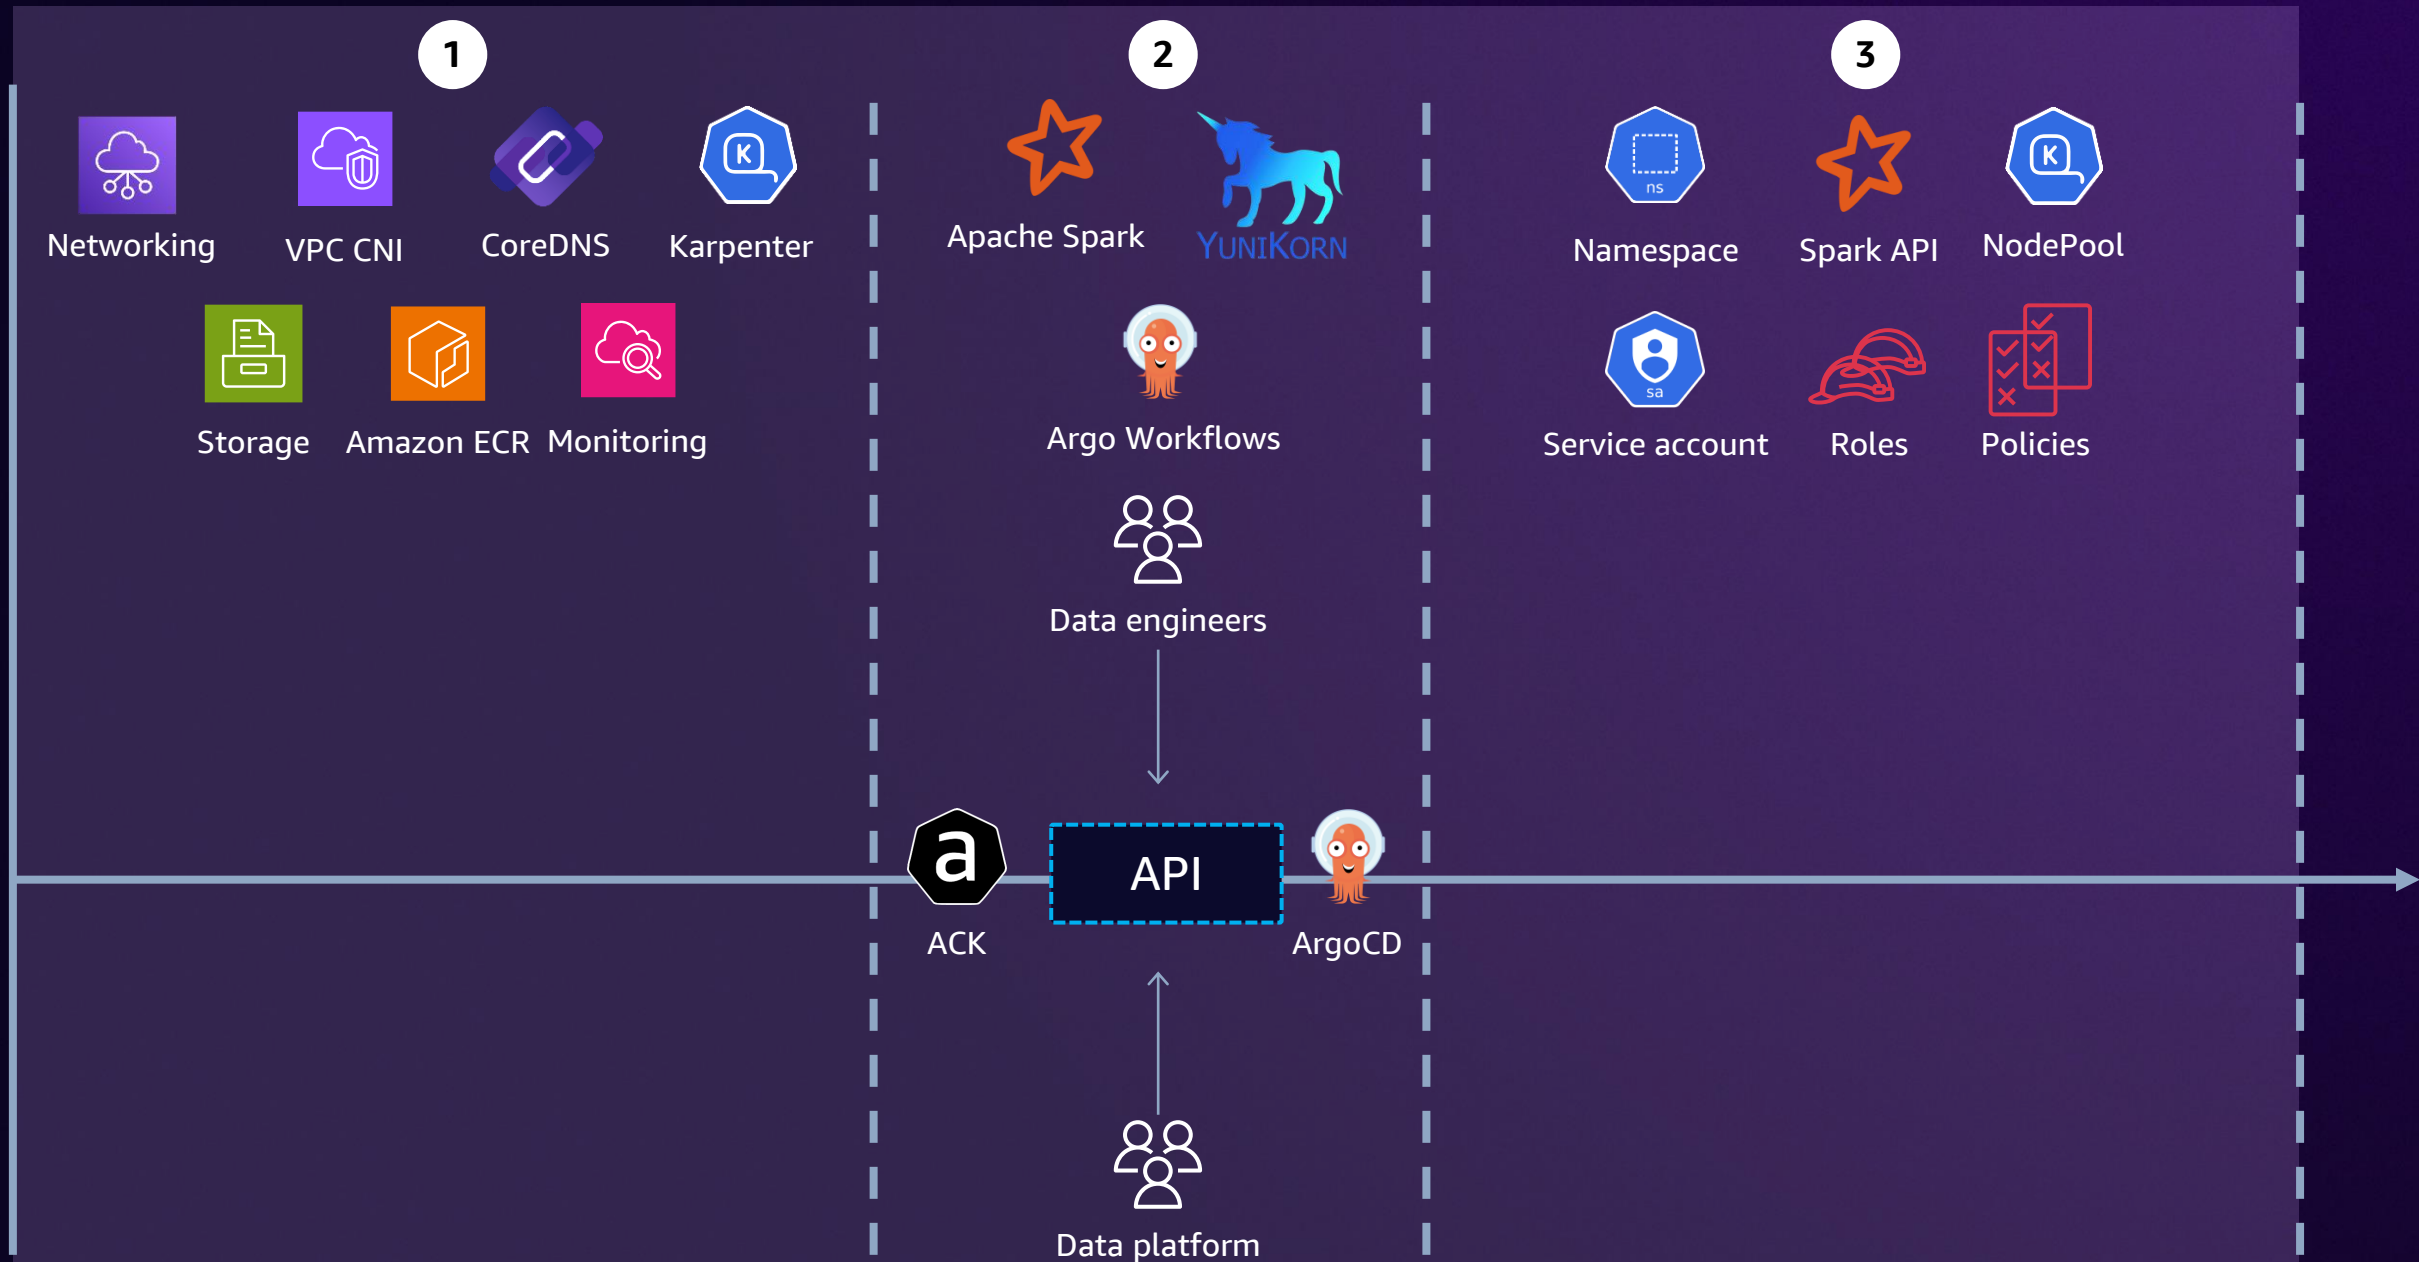 1
2
3
Networking
VPC CNI
CoreDNS
K
Karpenter
Storage
Amazon ECR
Monitoring
Apache Spark
YUNIKORN
Argo Workflows
Data engineers
a
ACK
API
ArgoCD
Data platform
ns
Namespace
Spark API
K
NodePool
sa
Service account
Roles
Policies